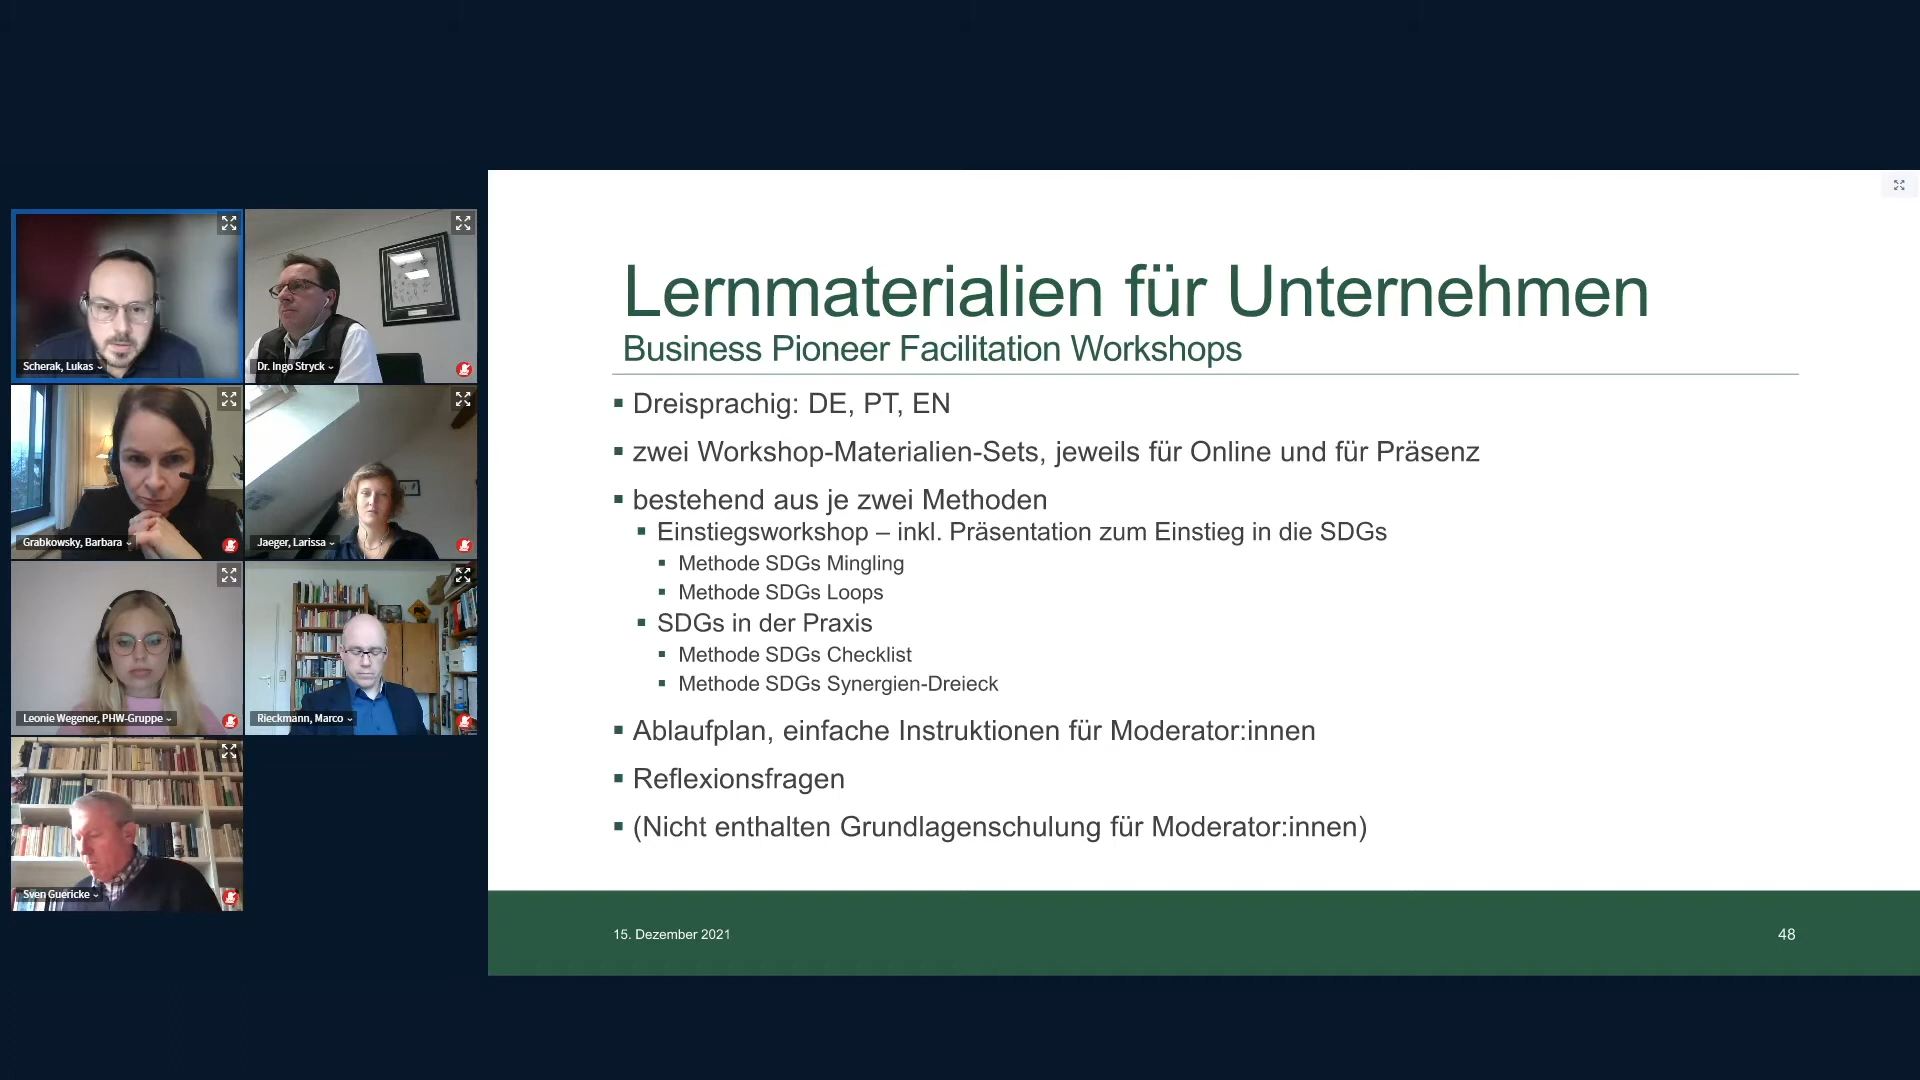 Scherak, Lukas
Dr. Ingo Stryck
Grabkowsky, Barbara
Jaeger, Larissa
Leonie Wegener, PHW-Gruppe
Rieckmann, Marco
Sven Guericke
Lernmaterialien für Unternehmen
Business Pioneer Facilitation Workshops
Dreisprachig: DE, PT, EN
zwei Workshop-Materialien-Sets, jeweils für Online und für Präsenz
bestehend aus je zwei Methoden
Einstiegsworkshop – inkl. Präsentation zum Einstieg in die SDGs
Methode SDGs Mingling
Methode SDGs Loops
SDGs in der Praxis
Methode SDGs Checklist
Methode SDGs Synergien-Dreieck
Ablaufplan, einfache Instruktionen für Moderator:innen
Reflexionsfragen
(Nicht enthalten Grundlagenschulung für Moderator:innen)
15. Dezember 2021
48